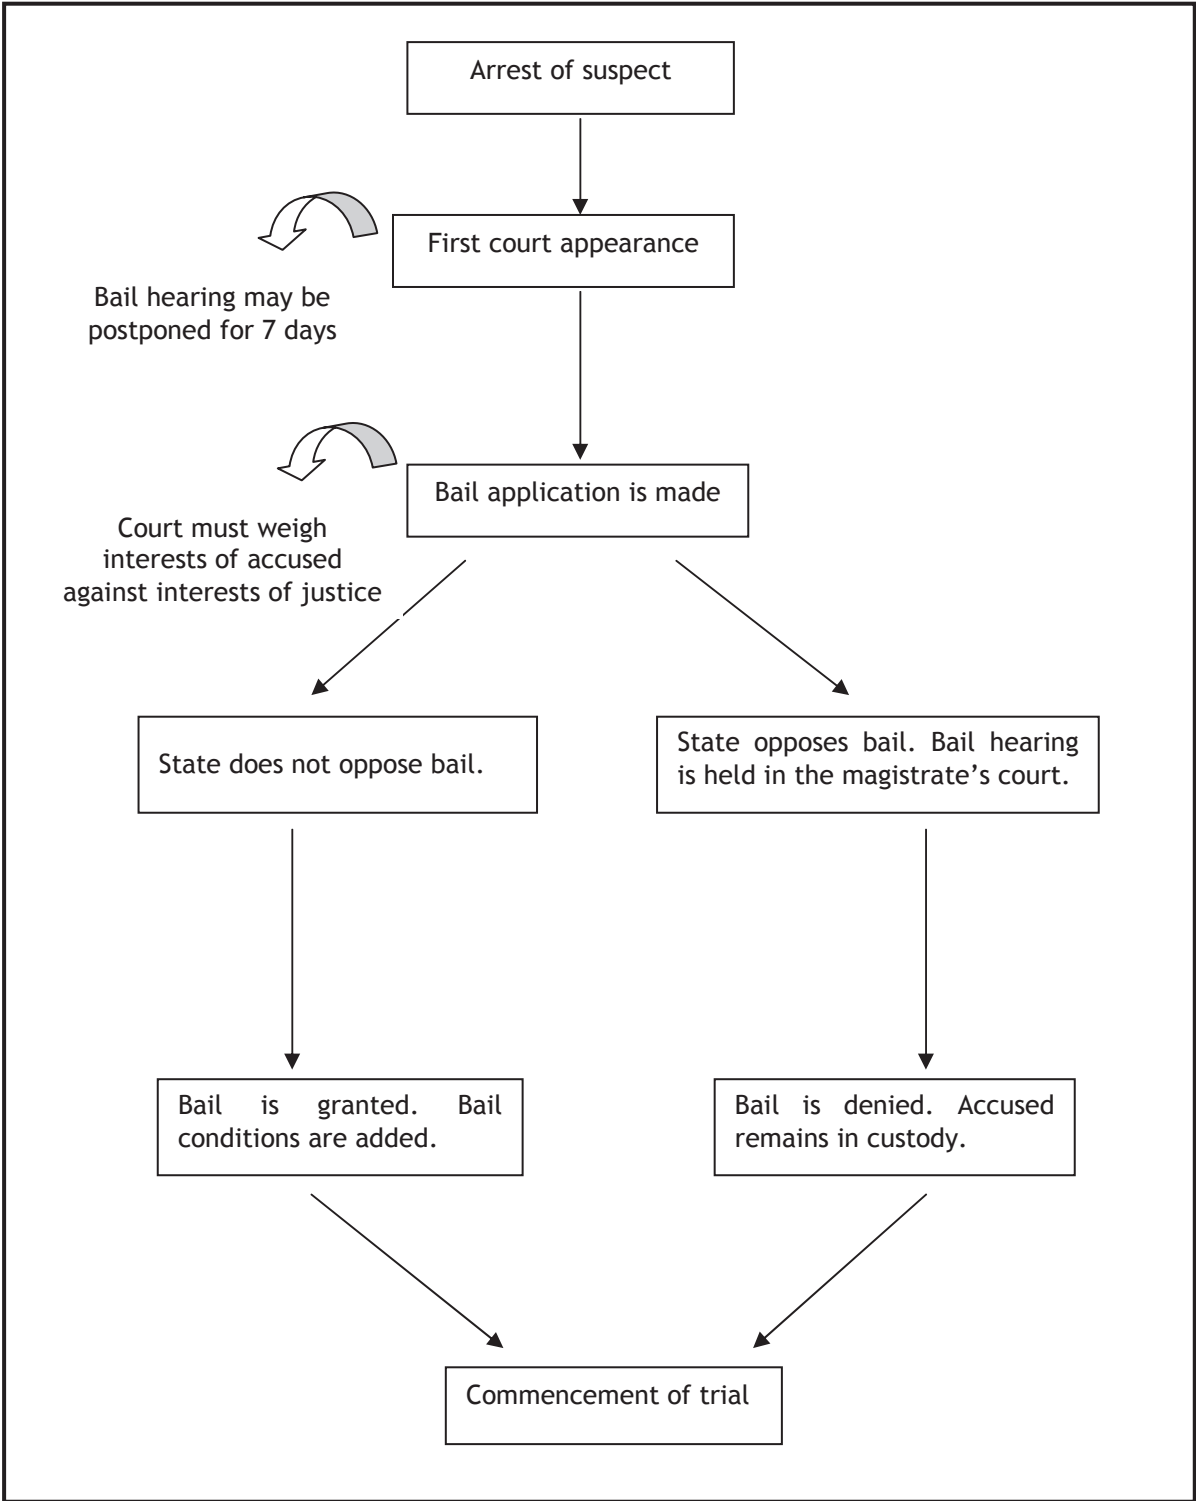 Arrest of suspect
First court appearance
Bail hearing may be
postponed for 7 days
Bail application is made
Court must weigh
interests of accused
against interests of justice
State does not oppose bail.
State opposes bail. Bail hearing
is held in the magistrate’s court.
Bail is granted. Bail
conditions are added.
Bail is denied. Accused
remains in custody.
Commencement of trial